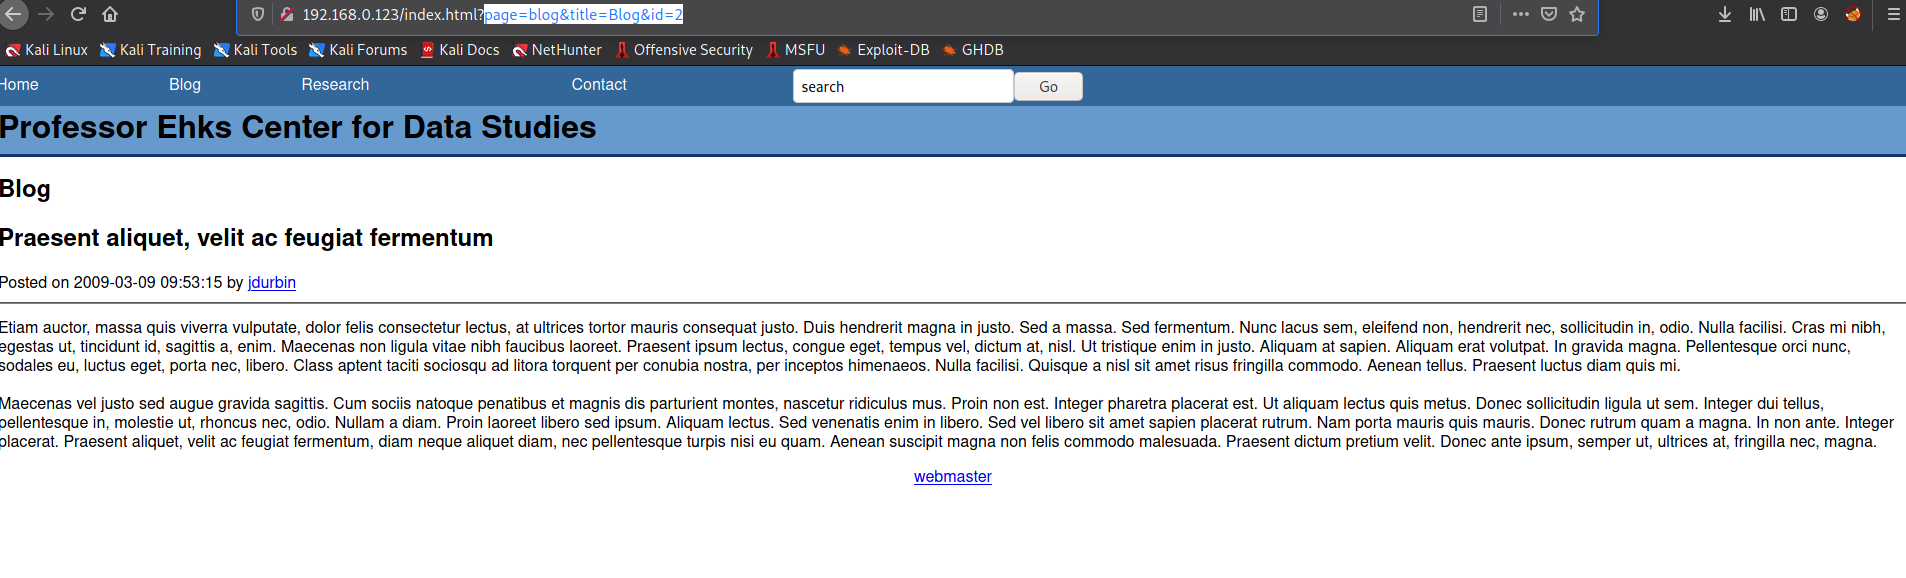 192.168.0.123/index.html?page=blog&title=Blog&id=2
Kali Linux Kali Training Kali Tools Kali Forums Kali Docs NetHunter Offensive Security MSFU Exploit-DB GHDB
Home Blog Research Contact search Go
Professor Ehks Center for Data Studies
Blog
Praesent aliquet, velit ac feugiat fermentum
Posted on 2009-03-09 09:53:15 by jdurbin
Etiam auctor, massa quis viverra vulputate, dolor felis consectetur lectus, at ultrices tortor mauris consequat justo. Duis hendrerit magna in justo. Sed a massa. Sed fermentum. Nunc lacus sem, eleifend non, hendrerit nec, sollicitudin in, odio. Nulla facilisi. Cras mi nibh,
egestas ut, tincidunt id, sagittis a, enim. Maecenas non ligula vitae nibh faucibus laoreet. Praesent ipsum lectus, congue eget, tempus vel, dictum at, nisl. Ut tristique enim in justo. Aliquam at sapien. Aliquam erat volutpat. In gravida magna. Pellentesque orci nunc,
sodales eu, luctus eget, porta nec, libero. Class aptent taciti sociosqu ad litora torquent per conubia nostra, per inceptos himenaeos. Nulla facilisi. Quisque a nisl sit amet risus fringilla commodo. Aenean tellus. Praesent luctus diam quis mi.
Maecenas vel justo sed augue gravida sagittis. Cum sociis natoque penatibus et magnis dis parturient montes, nascetur ridiculus mus. Proin non est. Integer pharetra placerat est. Ut aliquam lectus quis metus. Donec sollicitudin ligula ut sem. Integer dui tellus,
pellentesque in, molestie ut, rhoncus nec, odio. Nullam a diam. Proin laoreet libero sed ipsum. Aliquam lectus. Sed venenatis enim in libero. Sed vel libero sit amet sapien placerat rutrum. Nam porta mauris quis mauris. Donec rutrum quam a magna. In non ante. Integer
placerat. Praesent aliquet, velit ac feugiat fermentum, diam neque aliquet diam, nec pellentesque turpis nisi eu quam. Aenean suscipit magna non felis commodo malesuada. Praesent dictum pretium velit. Donec ante ipsum, semper ut, ultrices at, fringilla nec, magna.
webmaster